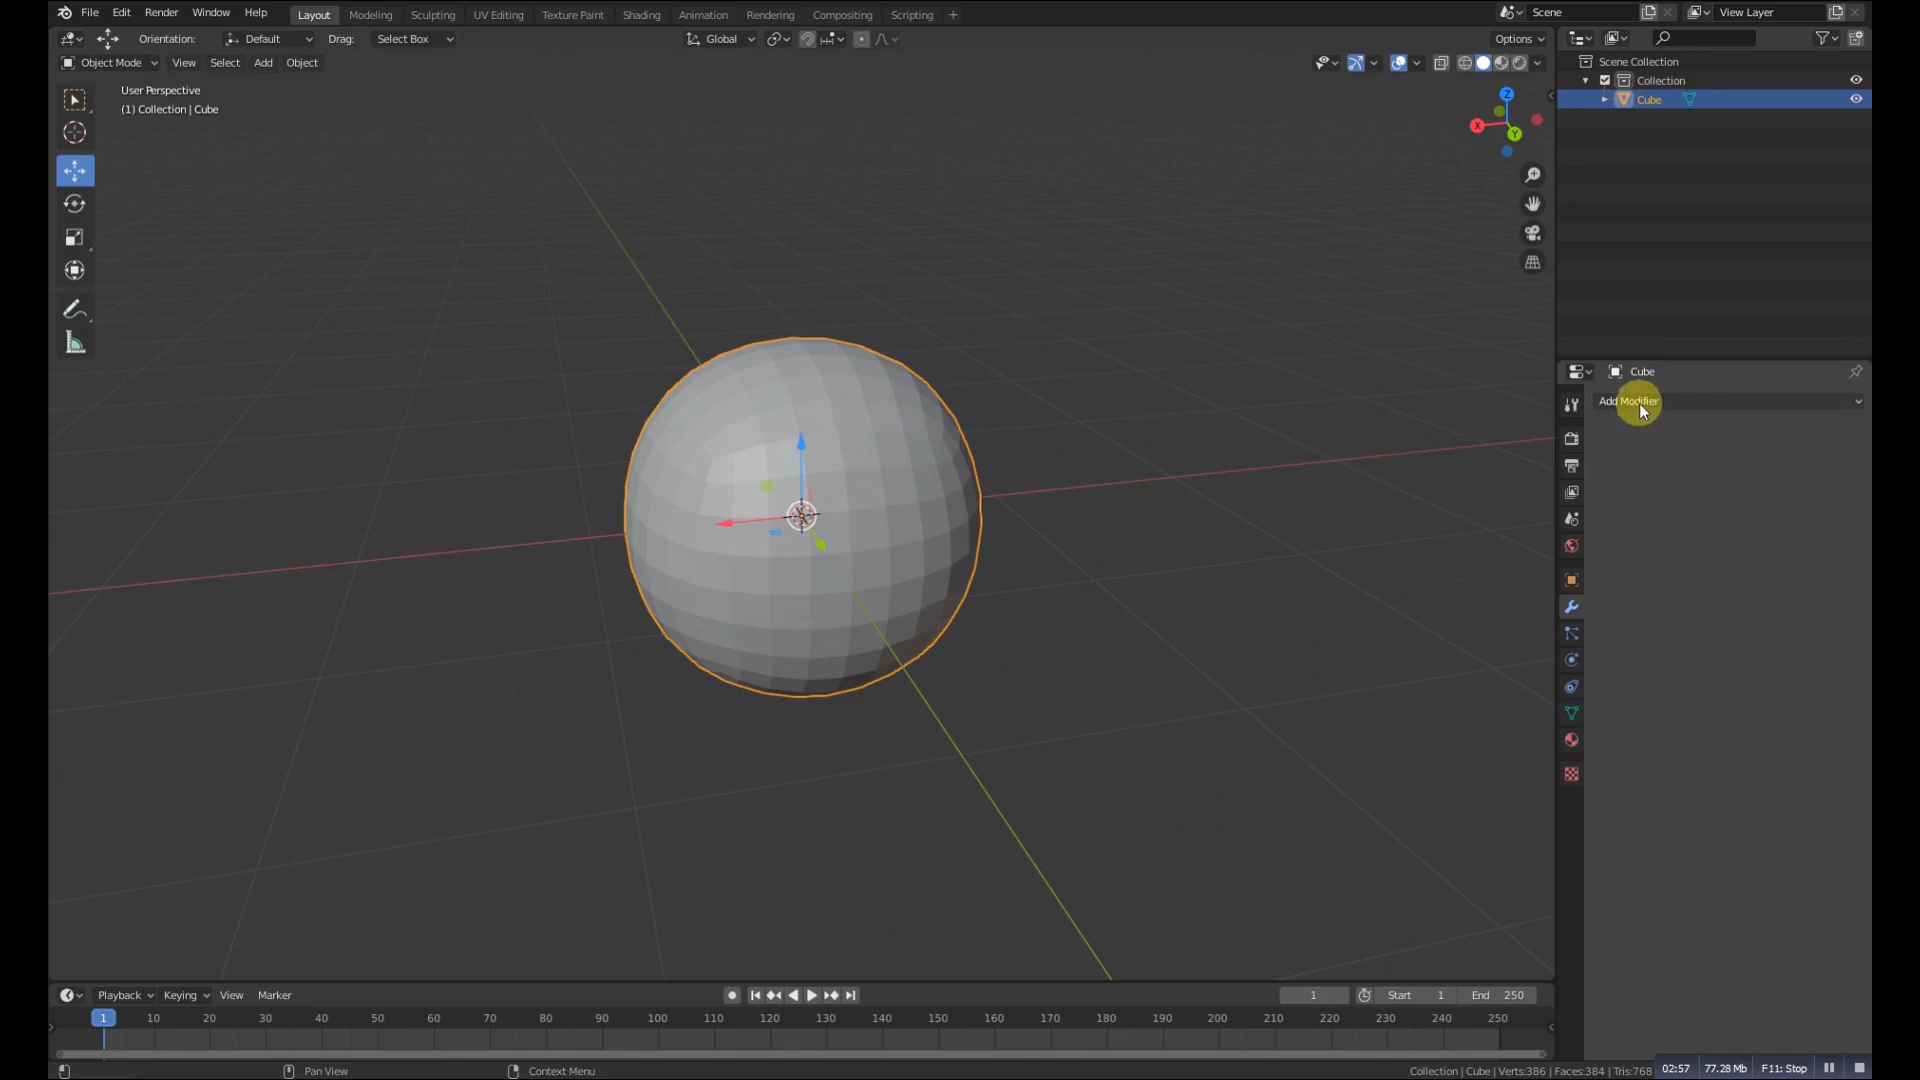 File Edit Render Window Help Layout Modeling Sculpting UV Editing Texture Paint Shading Animation Rendering Compositing Scripting + Scene View Layer
Orientation: Default Drag: Select Box Global Options
Object Mode View Select Add Object
User Perspective
(1) Collection | Cube
Z
X
Y
Scene Collection
Collection
Cube
Cube
Add Modifier
Playback Keying View Marker 1 Start 1 End 250
1 10 20 30 40 50 60 70 80 90 100 110 120 130 140 150 160 170 180 190 200 210 220 230 240 250
Pan View Context Menu Collection | Cube | Verts:386 | Faces:384 | Tris:768
02:57 77.28 Mb F11: Stop